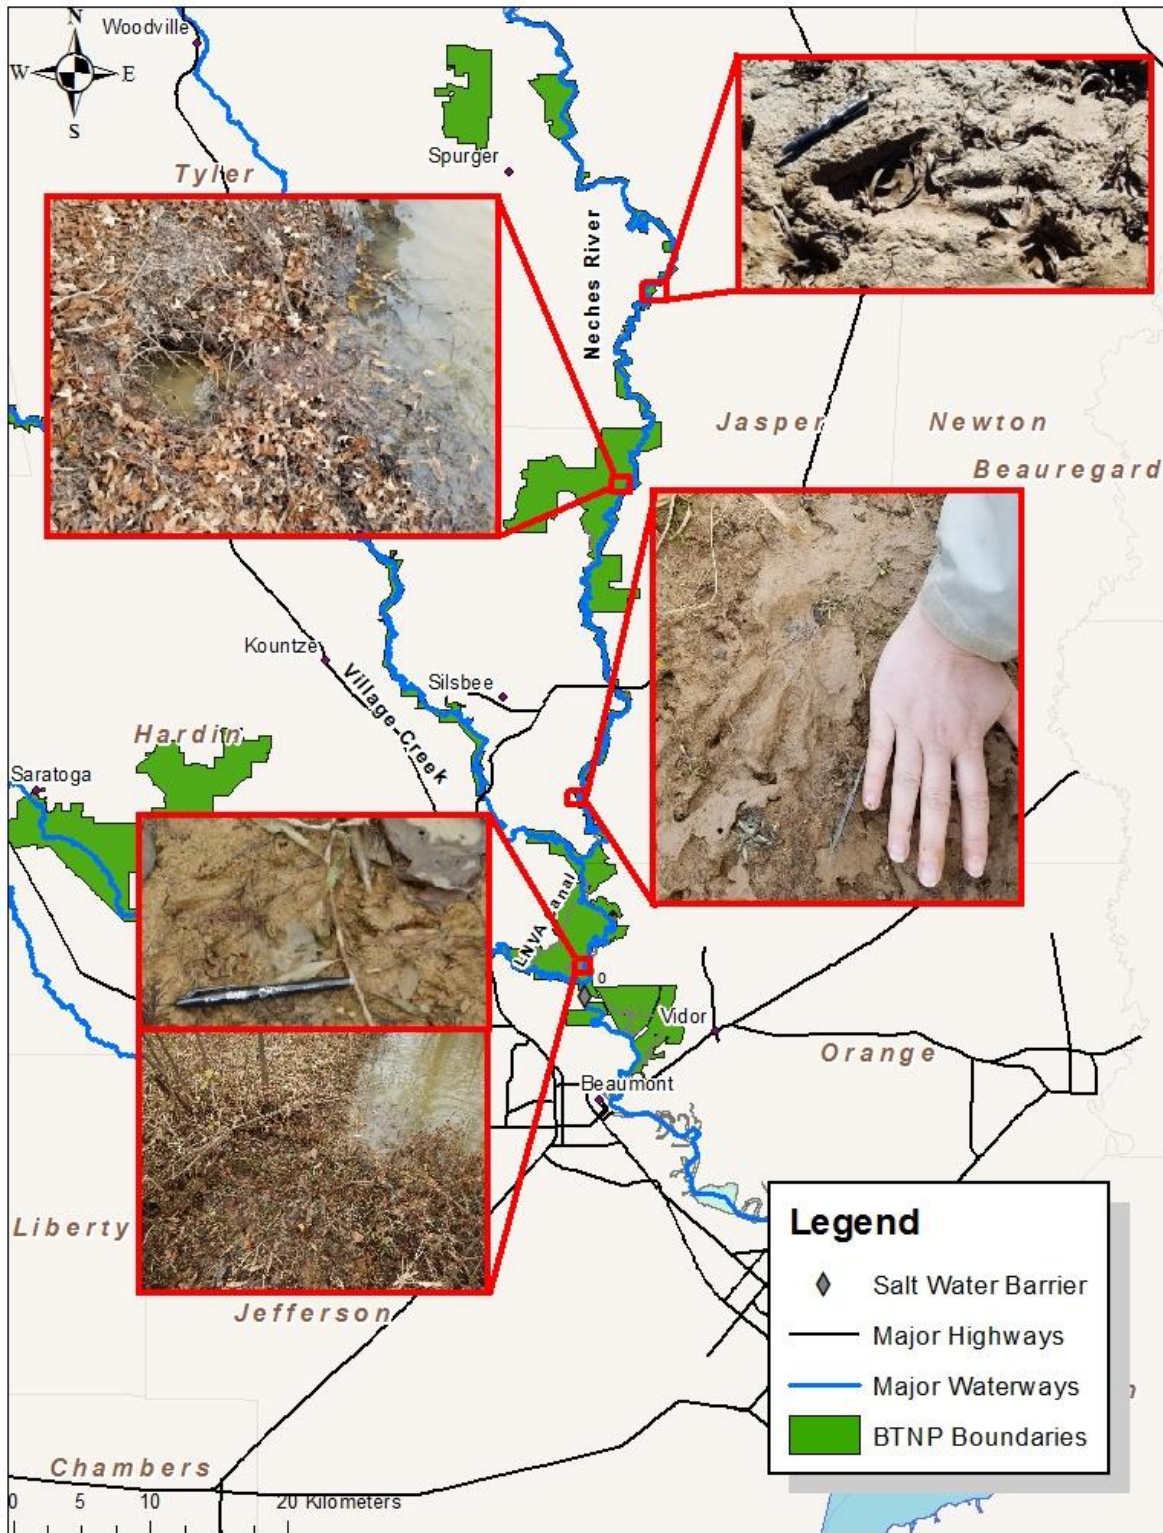 N
W E
S
Woodville
Spurger
Tyler
Neches River
Jasper
Newton
Beauregard
Kountze
Silsbee
Village Creek
Hardin
Saratoga
LNVA Canal
0
Vidor
Orange
Beaumont
Liberty
Jefferson
Chambers
0 5 10 20 Kilometers
Legend
Salt Water Barrier
Major Highways
Major Waterways
BTNP Boundaries